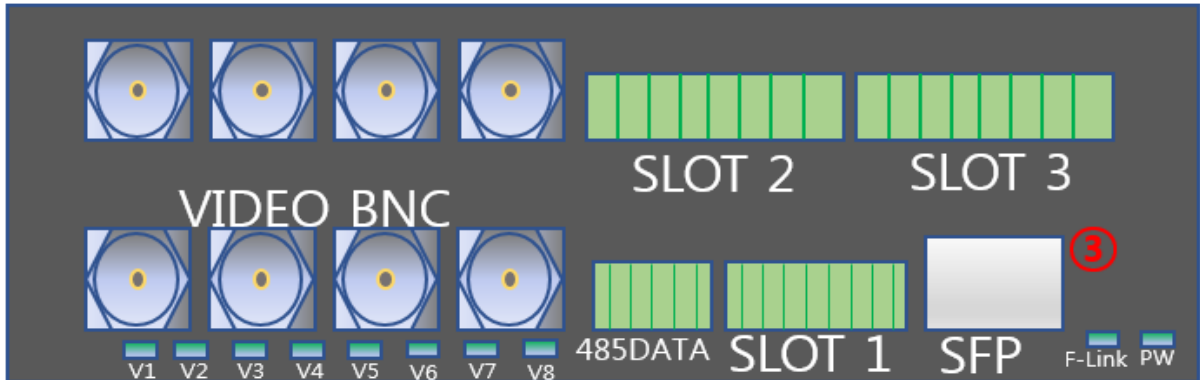 SLOT 2
SLOT 3
VIDEO BNC
③
485DATA
SLOT 1
SFP
F-Link
PW
V1
V2
V3
V4
V5
V6
V7
V8